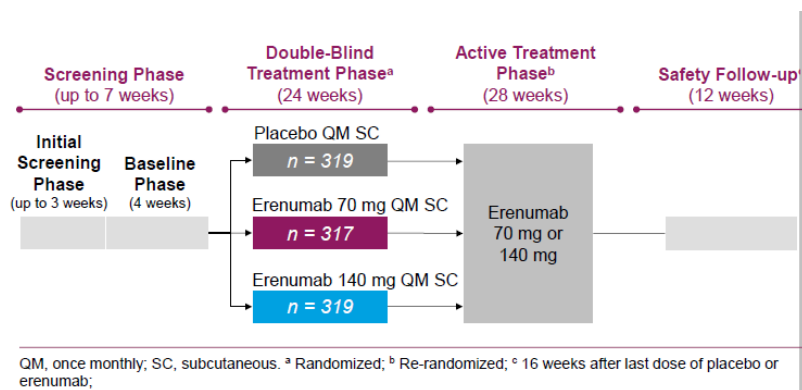 Screening Phase
(up to 7 weeks)
Double-Blind
Treatment Phaseᵃ
(24 weeks)
Active Treatment
Phaseᵇ
(28 weeks)
Safety Follow-upᶜ
(12 weeks)
Initial
Screening
Phase
(up to 3 weeks)
Baseline
Phase
(4 weeks)
Placebo QM SC
n = 319
Erenumab 70 mg QM SC
n = 317
Erenumab 140 mg QM SC
n = 319
Erenumab
70 mg or
140 mg
QM, once monthly; SC, subcutaneous. ᵃ Randomized; ᵇ Re-randomized; ᶜ 16 weeks after last dose of placebo or
erenumab;